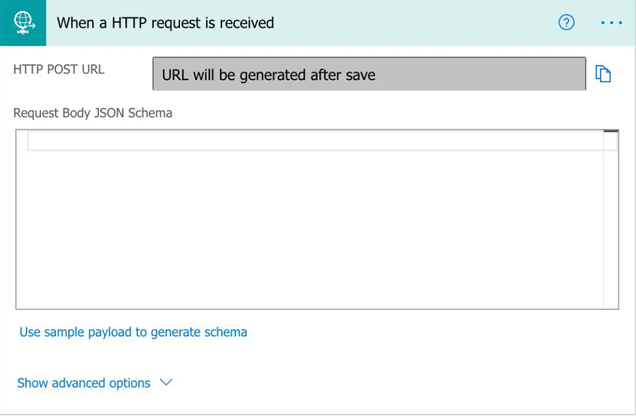 When a HTTP request is received
HTTP POST URL
URL will be generated after save
Request Body JSON Schema
Use sample payload to generate schema
Show advanced options